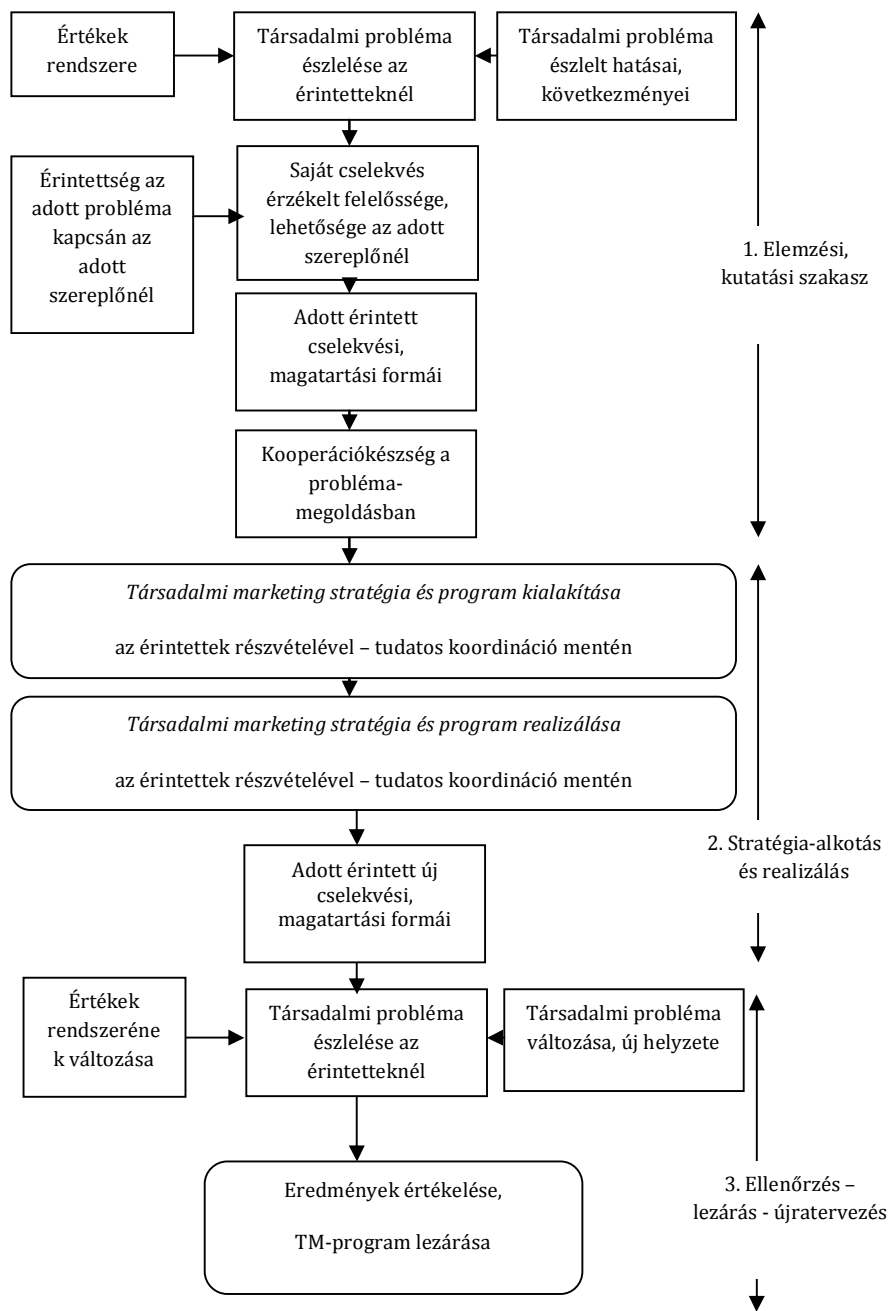 Értékek
rendszere
Társadalmi probléma
észlelése az
érintetteknél
Társadalmi probléma
észlelt hatásai,
következményei
Érintettség az
adott probléma
kapcsán az
adott
szereplőnél
Saját cselekvés
érzékelt felelőssége,
lehetősége az adott
szereplőnél
1. Elemzési,
kutatási szakasz
Adott érintett
cselekvési,
magatartási formái
Kooperációkészség a
probléma-
megoldásban
Társadalmi marketing stratégia és program kialakítása
az érintettek részvételével – tudatos koordináció mentén
Társadalmi marketing stratégia és program realizálása
az érintettek részvételével – tudatos koordináció mentén
2. Stratégia-alkotás
és realizálás
Adott érintett új
cselekvési,
magatartási formái
Értékek
rendszeréne
k változása
Társadalmi probléma
észlelése az
érintetteknél
Társadalmi probléma
változása, új helyzete
Eredmények értékelése,
TM-program lezárása
3. Ellenőrzés –
lezárás - újratervezés